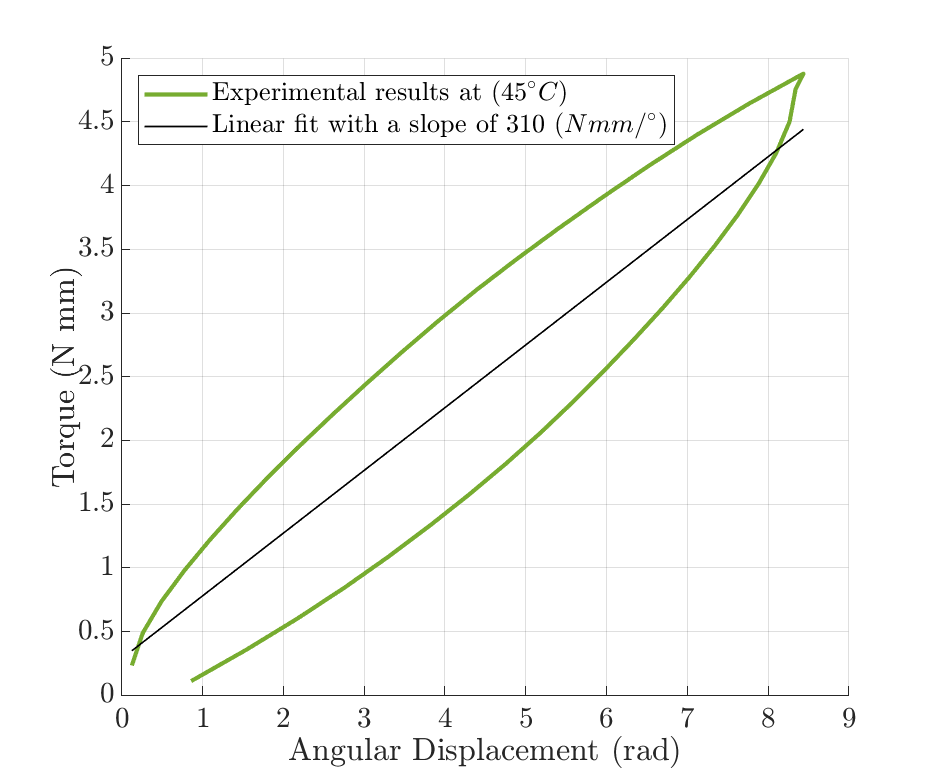 Experimental results at (45°C)
Linear fit with a slope of 310 (Nmm/°)
Torque (N mm)
5
4.5
4
3.5
3
2.5
2
1.5
1
0.5
0
0 1 2 3 4 5 6 7 8 9
Angular Displacement (rad)